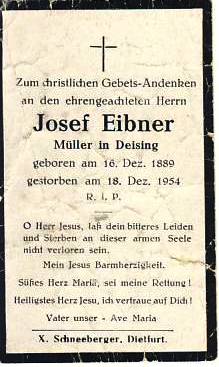 Zum christlichen Gebets-Andenken
an den ehrengeachteten Herrn
Josef Eibner
Müller in Deising
geboren am 16. Dez. 1889
gestorben am 18. Dez. 1954
R. I. P.
O Herr Jesus, laß dein bitteres Leiden
und Sterben an dieser armen Seele
nicht verloren sein.
Mein Jesus Barmherzigkeit.
Süßes Herz Mariä, sei meine Rettung!
Heiligstes Herz Jesu, ich vertraue auf Dich!
Vater unser - Ave Maria
X. Schneeberger, Dietfurt.